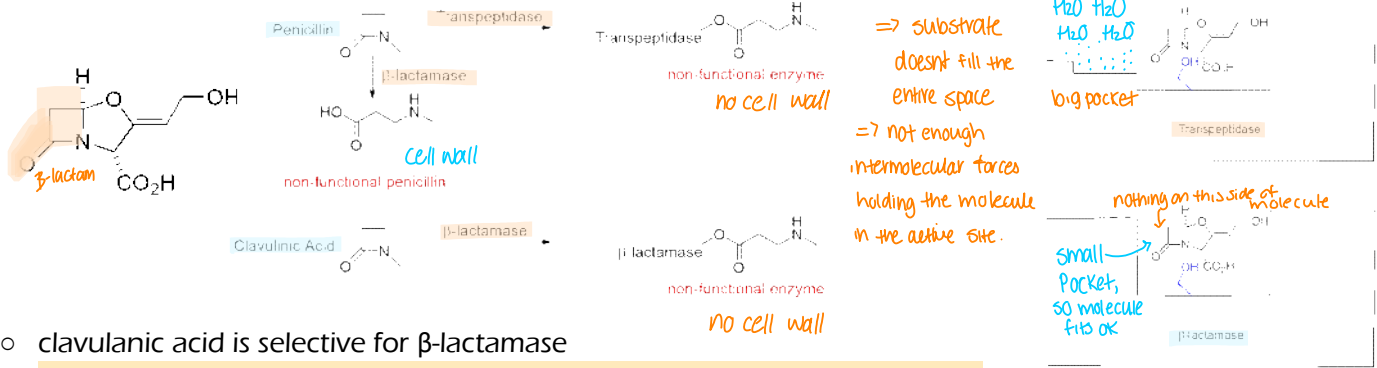 H
O
OH
N
O
β-lactam
CO₂H
Penicillin
O
N
Transpeptidase
β-lactamase
HO
O
H
N
cell wall
non-functional penicillin
Transpeptidase
O
O
H
N
non-functional enzyme
no cell wall
=> substrate
doesnt fill the
entire space
=> not enough
intermolecular forces
holding the molecule
in the active site.
H₂O H₂O
H₂O H₂O
H
O
OH
O
N
OH
CO₂H
big pocket
Transpeptidase
Clavulinic Acid
O
N
β-lactamase
β-lactamase
O
O
H
N
non-functional enzyme
no cell wall
nothing on this side of molecule
H
O
OH
O
N
OH
CO₂H
small
pocket,
so molecule
fits ok
β-lactamase
○ clavulanic acid is selective for β-lactamase